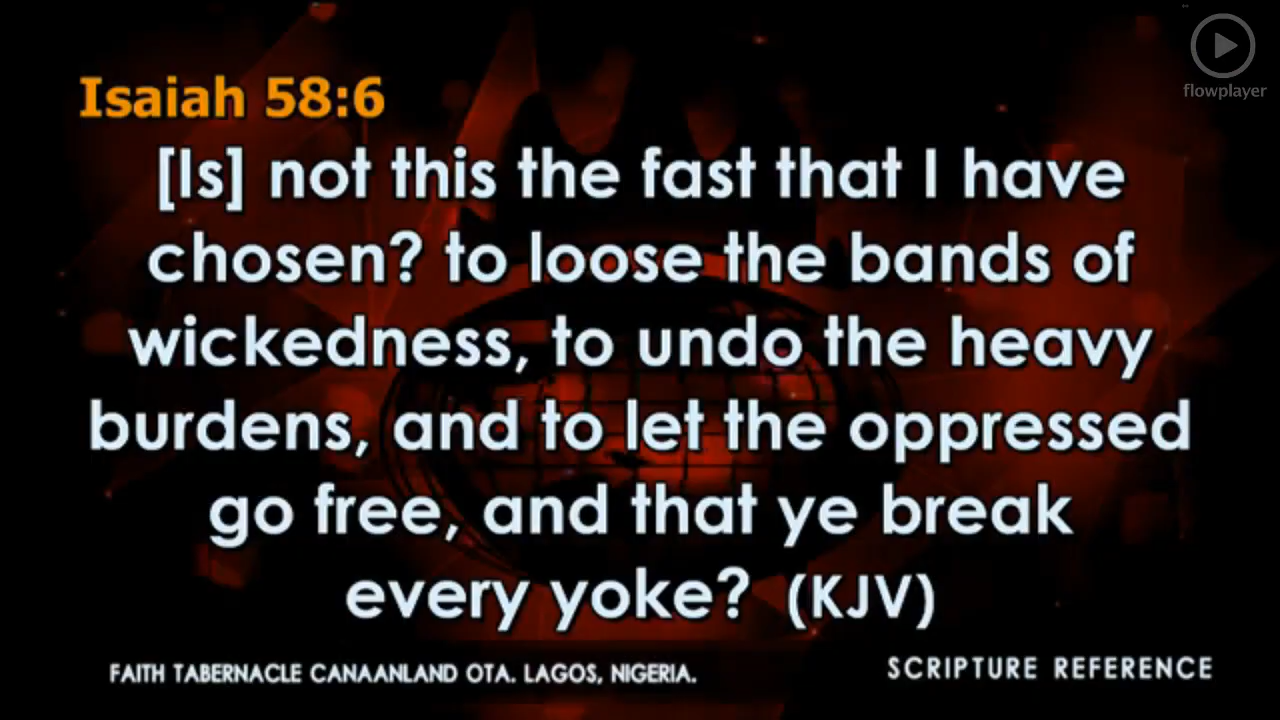 flowplayer
Isaiah 58:6
[Is] not this the fast that I have
chosen? to loose the bands of
wickedness, to undo the heavy
burdens, and to let the oppressed
go free, and that ye break
every yoke? (KJV)
FAITH TABERNACLE CANAANLAND OTA. LAGOS, NIGERIA.
SCRIPTURE REFERENCE